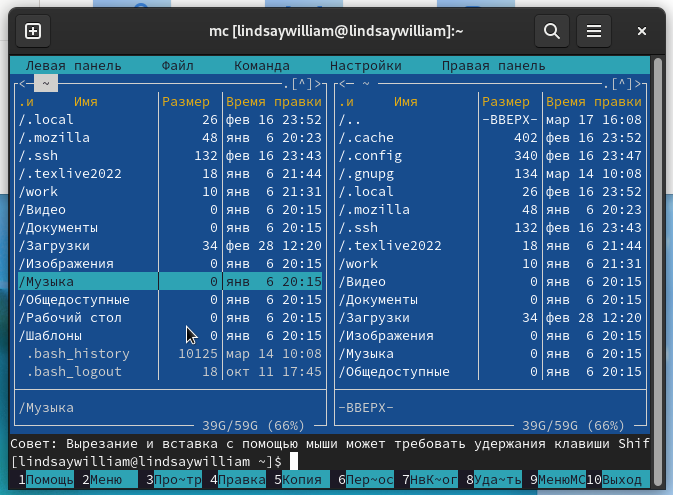 mc [lindsaywilliam@lindsaywilliam]:~
Левая панель Файл Команда Настройки Правая панель
<— ~ .[^]> <— ~ .[^]>
.и Имя Размер Время правки .и Имя Размер Время правки
/.local 26 фев 16 23:52 /.. -ВВЕРХ- мар 17 16:08
/.mozilla 48 янв 6 20:23 /.cache 402 фев 16 23:52
/.ssh 132 фев 16 23:43 /.config 340 фев 16 23:47
/.texlive2022 18 янв 6 21:44 /.gnupg 134 мар 14 10:08
/work 10 янв 6 21:31 /.local 26 фев 16 23:52
/Видео 0 янв 6 20:15 /.mozilla 48 янв 6 20:23
/Документы 0 янв 6 20:15 /.ssh 132 фев 16 23:43
/Загрузки 34 фев 28 12:20 /.texlive2022 18 янв 6 21:44
/Изображения 0 янв 6 20:15 /work 10 янв 6 21:31
/Музыка 0 янв 6 20:15 /Видео 0 янв 6 20:15
/Общедоступные 0 янв 6 20:15 /Документы 0 янв 6 20:15
/Рабочий стол 0 янв 6 20:15 /Загрузки 34 фев 28 12:20
/Шаблоны 0 янв 6 20:15 /Изображения 0 янв 6 20:15
.bash_history 10125 мар 14 10:08 /Музыка 0 янв 6 20:15
.bash_logout 18 окт 11 17:45 /Общедоступные 0 янв 6 20:15
/Музыка -ВВЕРХ-
39G/59G (66%) 39G/59G (66%)
Совет: Вырезание и вставка с помощью мыши может требовать удержания клавиши Shif
[lindsaywilliam@lindsaywilliam ~]$
1Помощь 2Меню 3Про~тр 4Правка 5Копия 6Пер~ос 7НвК~ог 8Уда~ть 9МенюMC 10Выход